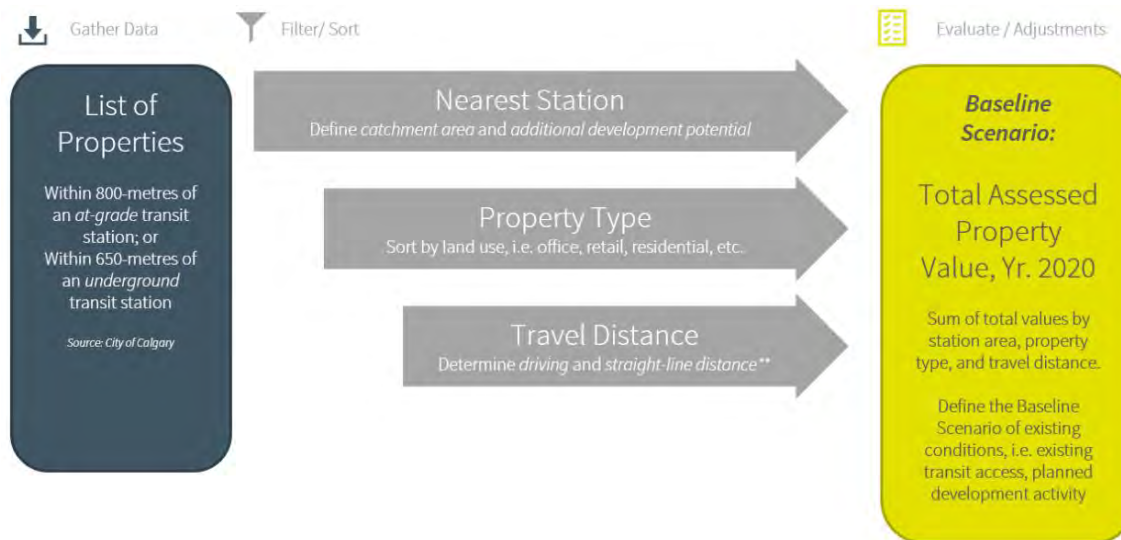 Gather Data
Filter/ Sort
Evaluate / Adjustments
List of
Properties
Within 800-metres of
an at-grade transit
station; or
Within 650-metres of
an underground
transit station
Source: City of Calgary
Nearest Station
Define catchment area and additional development potential
Property Type
Sort by land use, i.e. office, retail, residential, etc.
Travel Distance
Determine driving and straight-line distance**
Baseline
Scenario:
Total Assessed
Property
Value, Yr. 2020
Sum of total values by
station area, property
type, and travel distance.
Define the Baseline
Scenario of existing
conditions, i.e. existing
transit access, planned
development activity